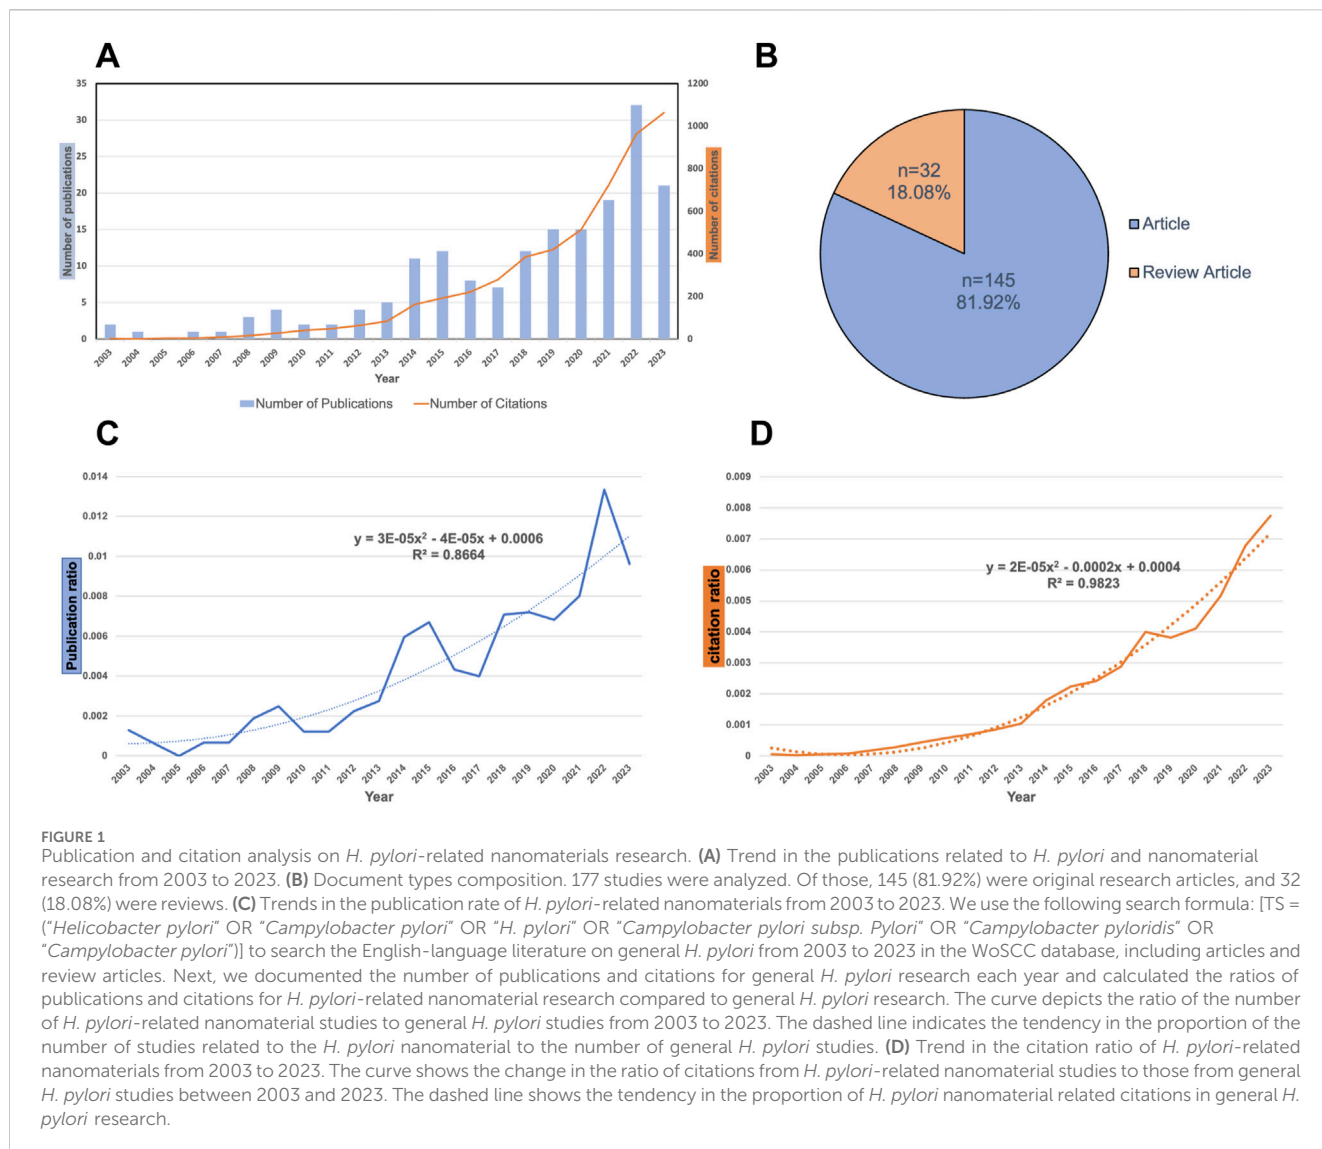 A
B
35
30
25
20
15
10
5
0
Number of publications
1200
1000
800
600
400
200
0
Number of citations
2003 2004 2005 2006 2007 2008 2009 2010 2011 2012 2013 2014 2015 2016 2017 2018 2019 2020 2021 2022 2023
Year
Number of Publications Number of Citations
n=32
18.08%
n=145
81.92%
Article
Review Article
C
D
0.014
0.012
0.01
0.008
0.006
0.004
0.002
0
Publication ratio
y = 3E-05x² - 4E-05x + 0.0006
R² = 0.8664
2003 2004 2005 2006 2007 2008 2009 2010 2011 2012 2013 2014 2015 2016 2017 2018 2019 2020 2021 2022 2023
Year
0.009
0.008
0.007
0.006
0.005
0.004
0.003
0.002
0.001
0
citation ratio
y = 2E-05x² - 0.0002x + 0.0004
R² = 0.9823
2003 2004 2005 2006 2007 2008 2009 2010 2011 2012 2013 2014 2015 2016 2017 2018 2019 2020 2021 2022 2023
Year
FIGURE 1
Publication and citation analysis on H. pylori-related nanomaterials research. (A) Trend in the publications related to H. pylori and nanomaterial
research from 2003 to 2023. (B) Document types composition. 177 studies were analyzed. Of those, 145 (81.92%) were original research articles, and 32
(18.08%) were reviews. (C) Trends in the publication rate of H. pylori-related nanomaterials from 2003 to 2023. We use the following search formula: [TS =
(“Helicobacter pylori” OR “Campylobacter pylori” OR “H. pylori” OR “Campylobacter pylori subsp. Pylori” OR “Campylobacter pyloridis” OR
“Campylobacter pylori”)] to search the English-language literature on general H. pylori from 2003 to 2023 in the WoSCC database, including articles and
review articles. Next, we documented the number of publications and citations for general H. pylori research each year and calculated the ratios of
publications and citations for H. pylori-related nanomaterial research compared to general H. pylori research. The curve depicts the ratio of the number
of H. pylori-related nanomaterial studies to general H. pylori studies from 2003 to 2023. The dashed line indicates the tendency in the proportion of the
number of studies related to the H. pylori nanomaterial to the number of general H. pylori studies. (D) Trend in the citation ratio of H. pylori-related
nanomaterials from 2003 to 2023. The curve shows the change in the ratio of citations from H. pylori-related nanomaterial studies to those from general
H. pylori studies between 2003 and 2023. The dashed line shows the tendency in the proportion of H. pylori nanomaterial related citations in general H.
pylori research.